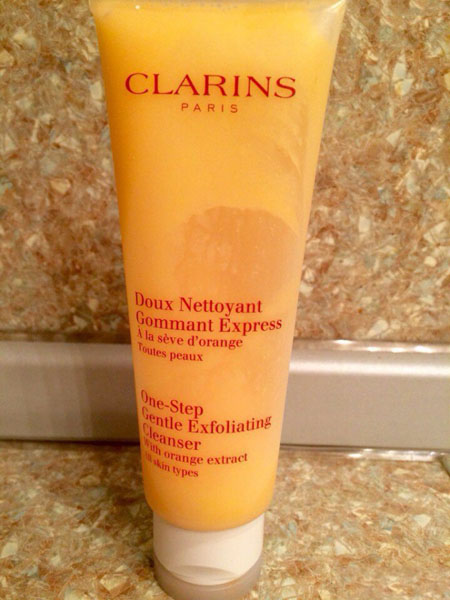 CLARINS
PARIS
Doux Nettoyant
Gommant Express
À la sève d'orange
Toutes peaux
One-Step
Gentle Exfoliating
Cleanser
With orange extract
All skin types